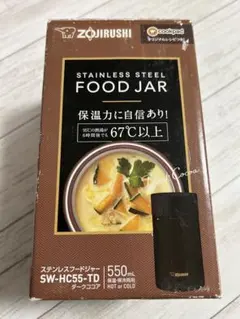 ZOJIRUSHI
cookpad
STAINLESS STEEL
FOOD JAR
保温力に自信あり!
67℃以上
Cocoa
ステンレスフードジャー
SW-HC55-TD
ダークココア
550mL
HOT or COLD